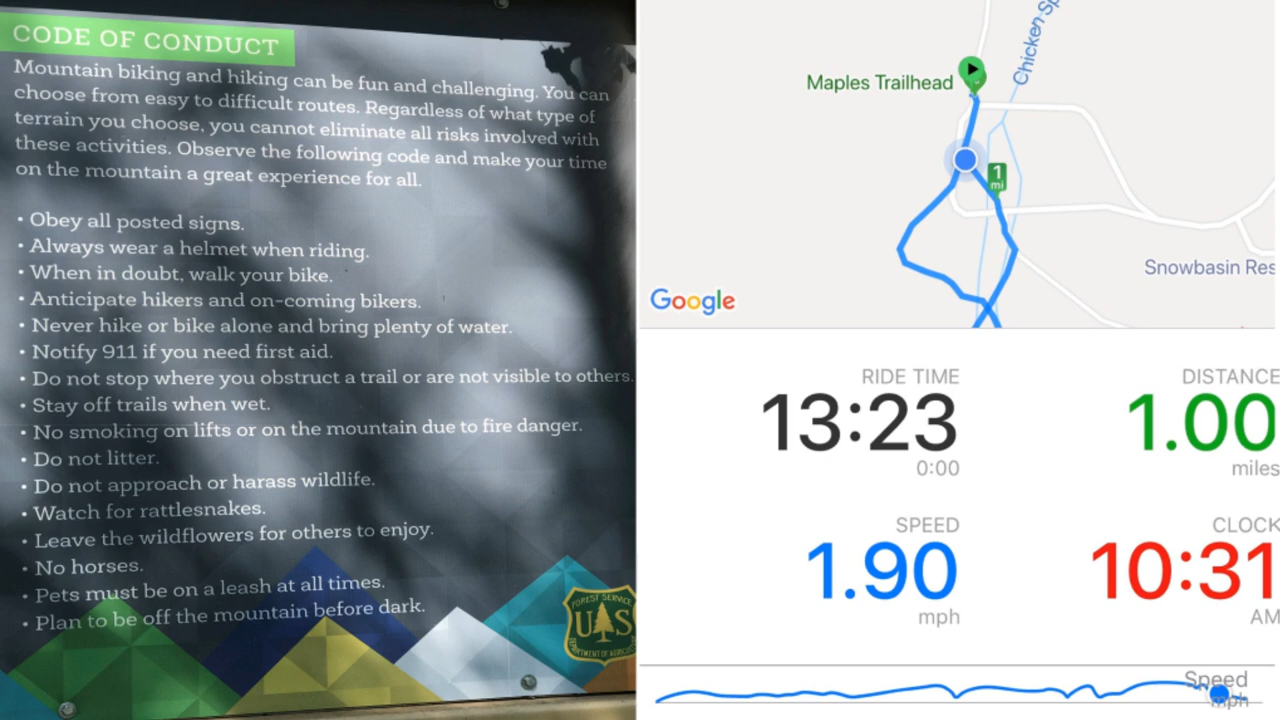 CODE OF CONDUCT
Mountain biking and hiking can be fun and challenging. You can
choose from easy to difficult routes. Regardless of what type of
terrain you choose, you cannot eliminate all risks involved with
these activities. Observe the following code and make your time
on the mountain a great experience for all.
• Obey all posted signs.
• Always wear a helmet when riding.
• When in doubt, walk your bike.
• Anticipate hikers and on-coming bikers.
• Never hike or bike alone and bring plenty of water.
• Notify 911 if you need first aid.
• Do not stop where you obstruct a trail or are not visible to others.
• Stay off trails when wet.
• No smoking on lifts or on the mountain due to fire danger.
• Do not litter.
• Do not approach or harass wildlife.
• Watch for rattlesnakes.
• Leave the wildflowers for others to enjoy.
• No horses.
• Pets must be on a leash at all times.
• Plan to be off the mountain before dark.
FOREST SERVICE
UAS
DEPARTMENT OF AGRICU
Chicken Sp
Maples Trailhead
1
mi
Snowbasin Res
Google
RIDE TIME
13:23
0:00
DISTANCE
1.00
miles
SPEED
1.90
mph
CLOCK
10:31
AM
Speed
mph